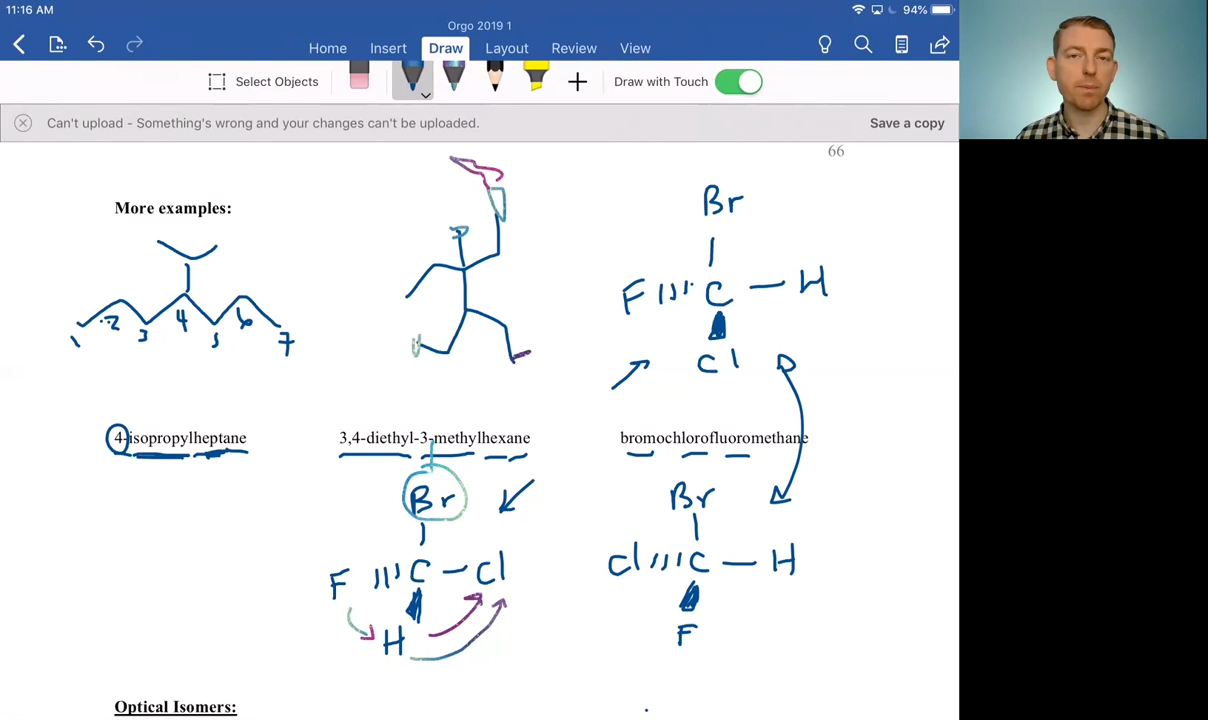 11:16 AM
94%
Orgo 2019 1
Home Insert Draw Layout Review View
Select Objects
Draw with Touch
Can't upload - Something's wrong and your changes can't be uploaded.
Save a copy
66
More examples:
1 2 3 4 5 6 7
Br
F C H
Cl
4-isopropylheptane
3,4-diethyl-3-methylhexane
bromochlorofluoromethane
Br
F C Cl
H
Br
Cl C H
F
Optical Isomers: